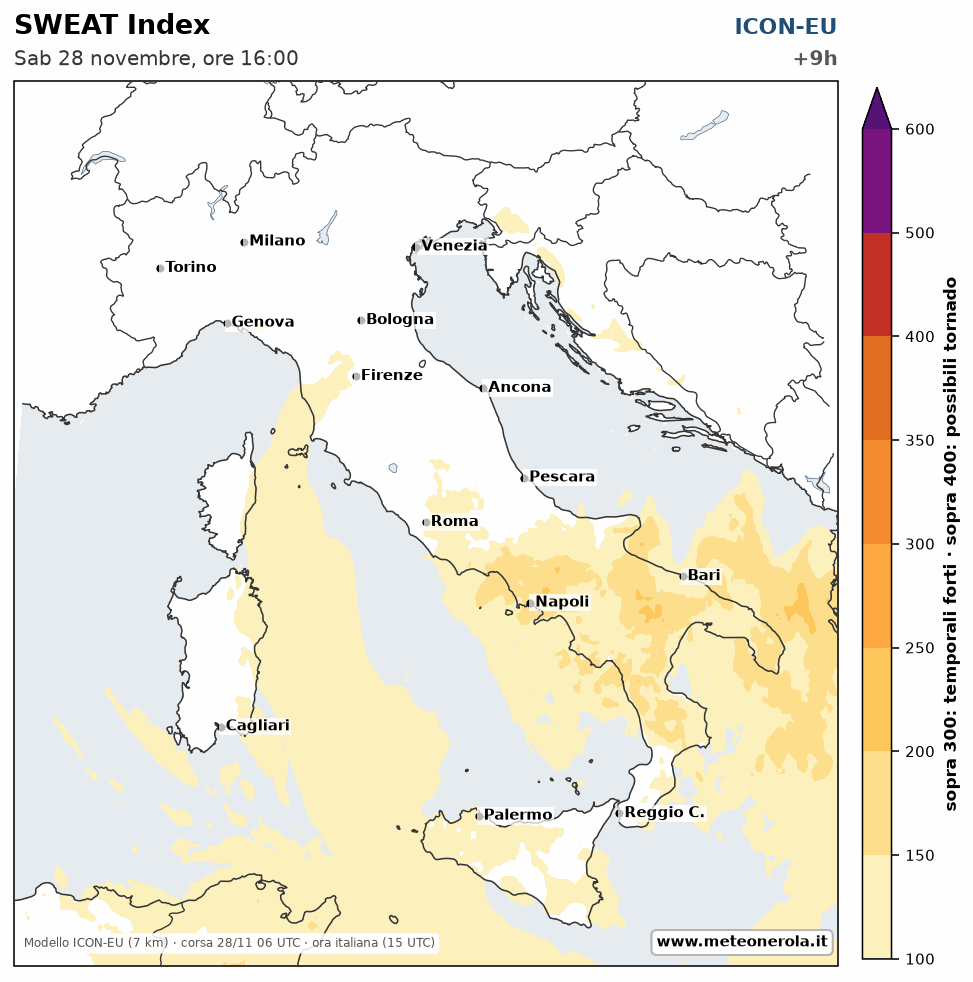 SWEAT Index
ICON-EU
Sab 28 novembre, ore 16:00
+9h
600
500
400
350
300
250
200
150
100
sopra 300: temporali forti · sopra 400: possibili tornado
Milano
Venezia
Torino
Genova
Bologna
Firenze
Ancona
Pescara
Roma
Bari
Napoli
Cagliari
Palermo
Reggio C.
Modello ICON-EU (7 km) · corsa 28/11 06 UTC · ora italiana (15 UTC)
www.meteonerola.it